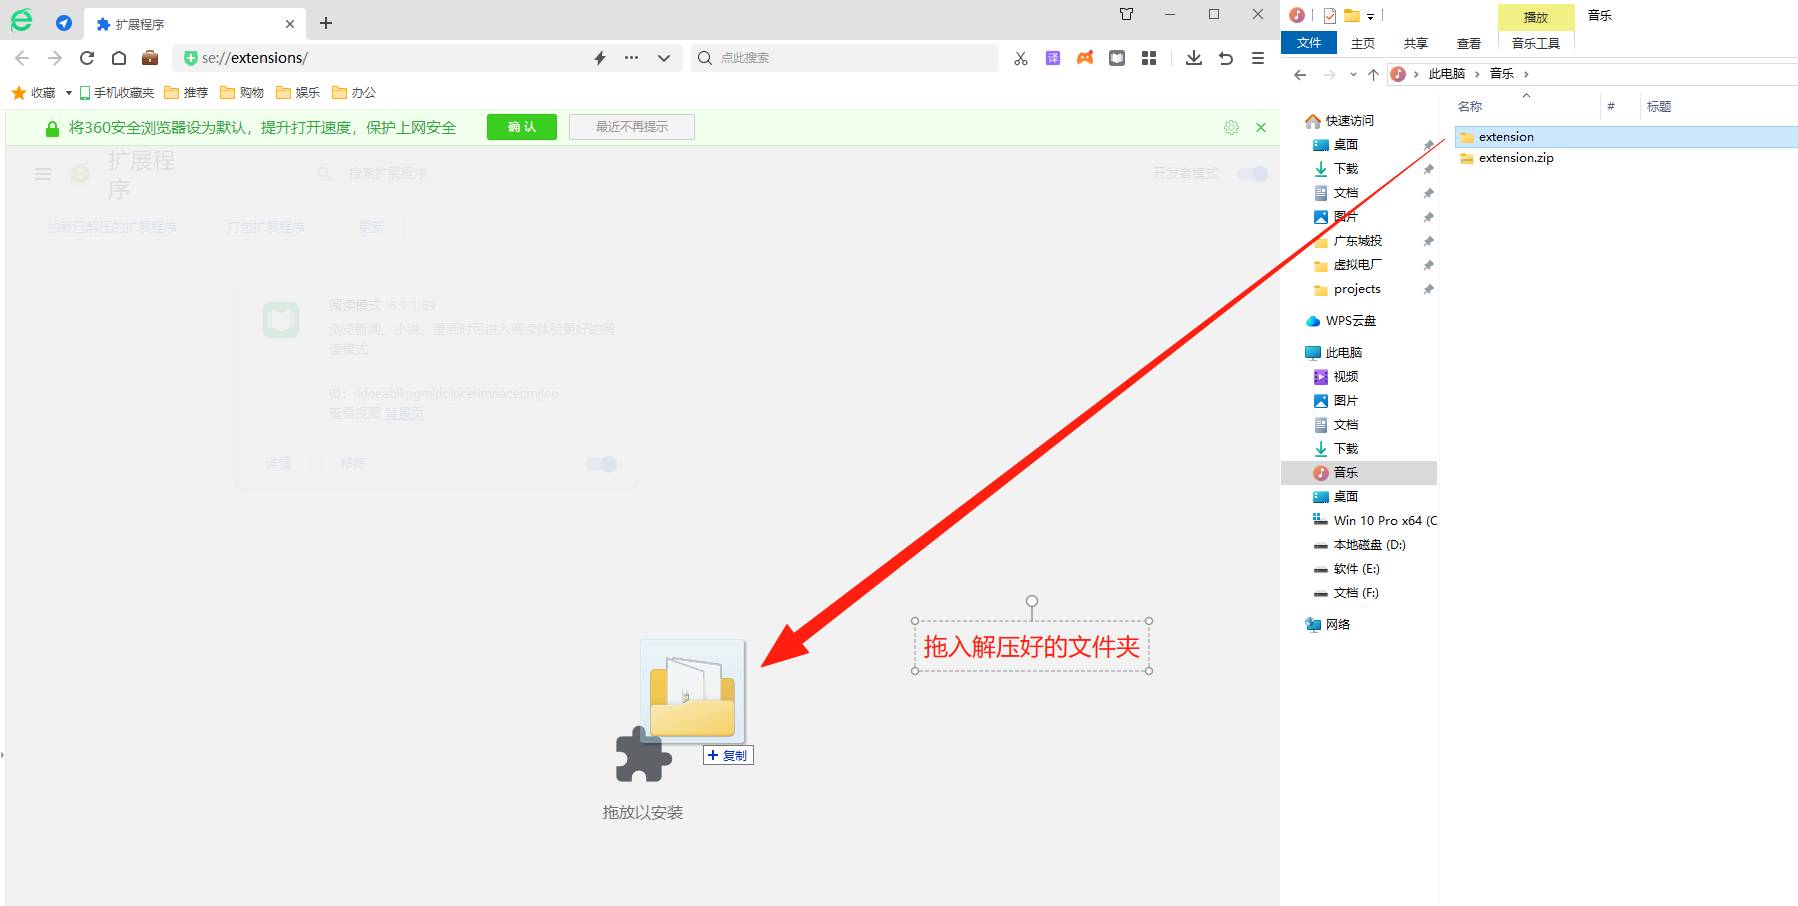 扩展程序
se://extensions/
点此搜索
译
收藏
手机收藏夹
推荐
购物
娱乐
办公
将360安全浏览器设为默认，提升打开速度，保护上网安全
确 认
最近不再提示
扩展程
序
搜索扩展程序
开发者模式
加载已解压的扩展程序
打包扩展程序
更新
阅读模式 5.1.1.59
浏览新闻、小说、漫画时可进入阅读体验更好的阅
读模式
查看视图 背景页
详情
移除
拖入解压好的文件夹
复制
拖放以安装
播放
音乐
文件
主页
共享
查看
音乐工具
此电脑
音乐
名称
#
标题
extension
extension.zip
快速访问
桌面
下载
文档
图片
广东城投
虚拟电厂
projects
WPS云盘
此电脑
视频
图片
文档
下载
音乐
桌面
Win 10 Pro x64 (C
本地磁盘 (D:)
软件 (E:)
文档 (F:)
网络